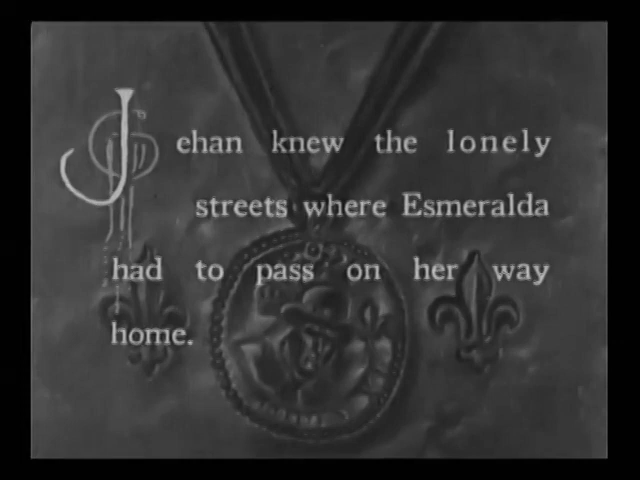 Jehan knew the lonely
streets where Esmeralda
had to pass on her way
home.